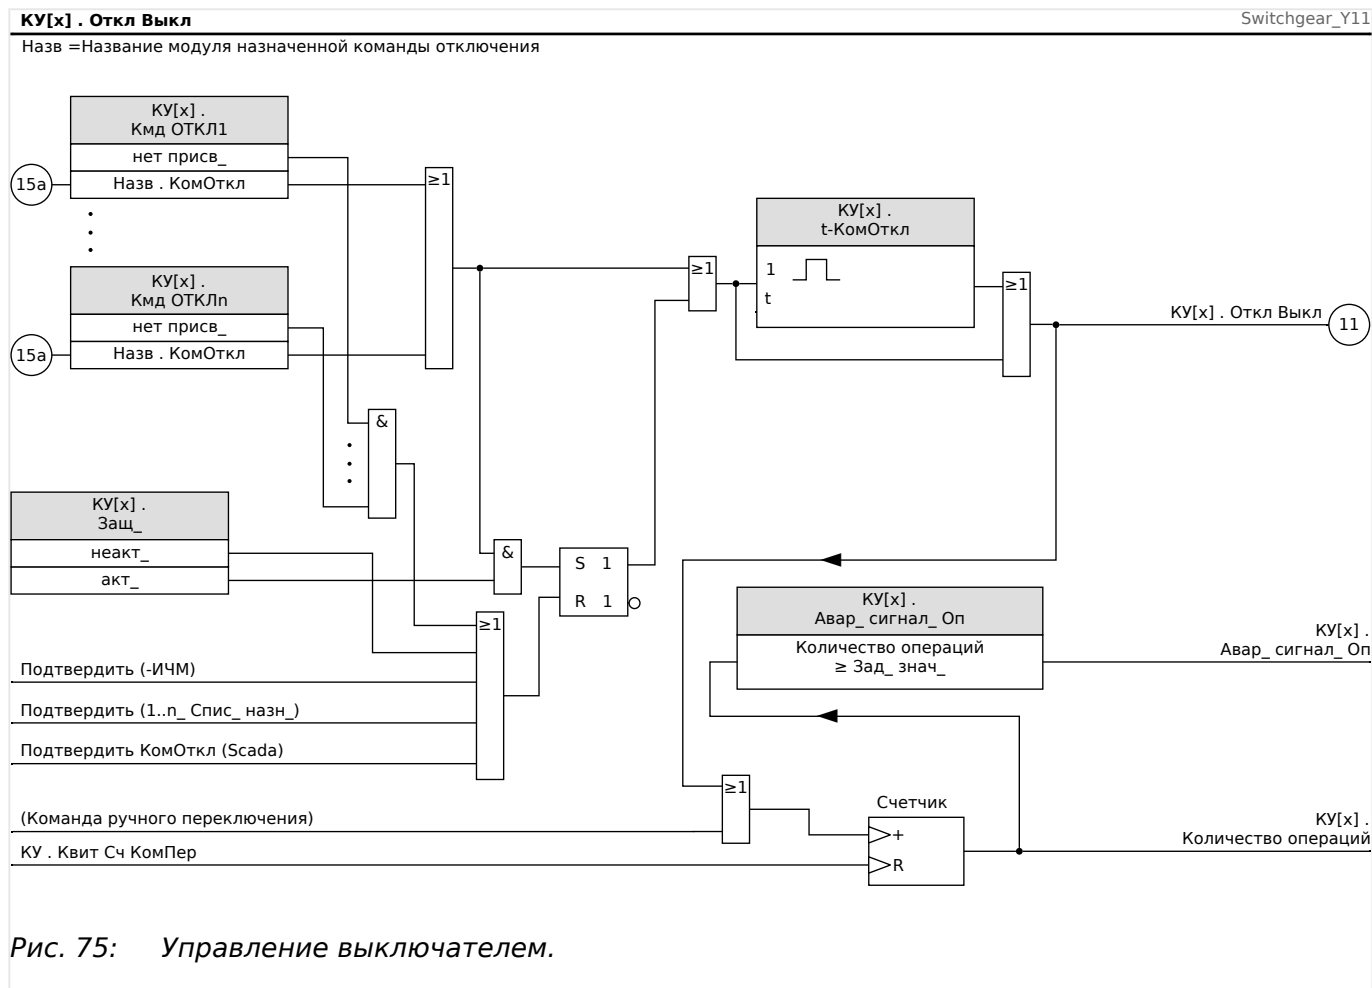 КУ[x] . Откл Выкл
Switchgear_Y11
Назв =Название модуля назначенной команды отключения
КУ[x] .
Кмд ОТКЛ1
нет присв_
15a
Назв . КомОткл
≥1
КУ[x] .
t-КомОткл
1
t
≥1
≥1
КУ[x] .
Кмд ОТКЛn
нет присв_
15a
Назв . КомОткл
КУ[x] . Откл Выкл
11
&
КУ[x] .
Защ_
неакт_
акт_
&
S 1
R 1
≥1
Подтвердить (-ИЧМ)
Подтвердить (1..n_ Спис_ назн_)
Подтвердить КомОткл (Scada)
КУ[x] .
Авар_ сигнал_ Оп
Количество операций
≥ Зад_ знач_
КУ[x] .
Авар_ сигнал_ Оп
≥1
(Команда ручного переключения)
КУ . Квит Сч КомПер
Счетчик
+
R
КУ[x] .
Количество операций
Рис. 75: Управление выключателем.